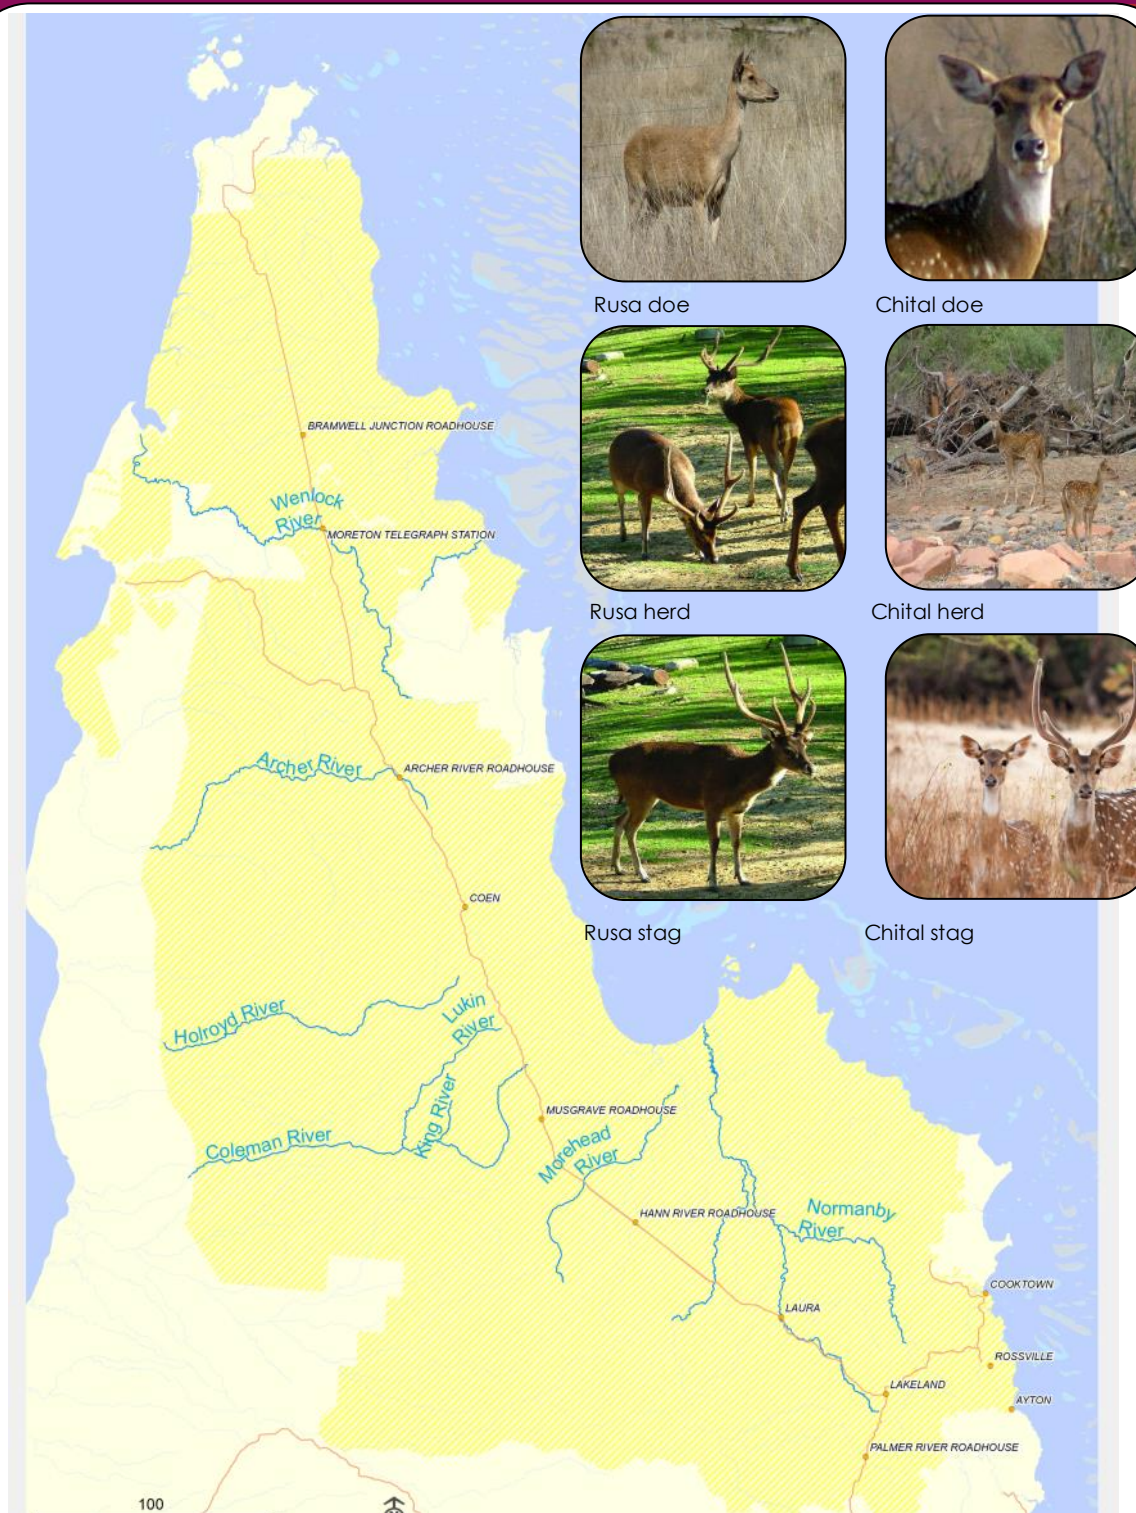 Rusa doe
Chital doe
BRAMWELL JUNCTION ROADHOUSE
Wenlock
River
MORETON TELEGRAPH STATION
Rusa herd
Chital herd
Archer River
ARCHER RIVER ROADHOUSE
COEN
Rusa stag
Chital stag
Holroyd River
Lukin
River
King River
MUSGRAVE ROADHOUSE
Coleman River
Morehead
River
HANN RIVER ROADHOUSE
Normanby
River
COOKTOWN
LAURA
ROSSVILLE
LAKELAND
AYTON
PALMER RIVER ROADHOUSE
100